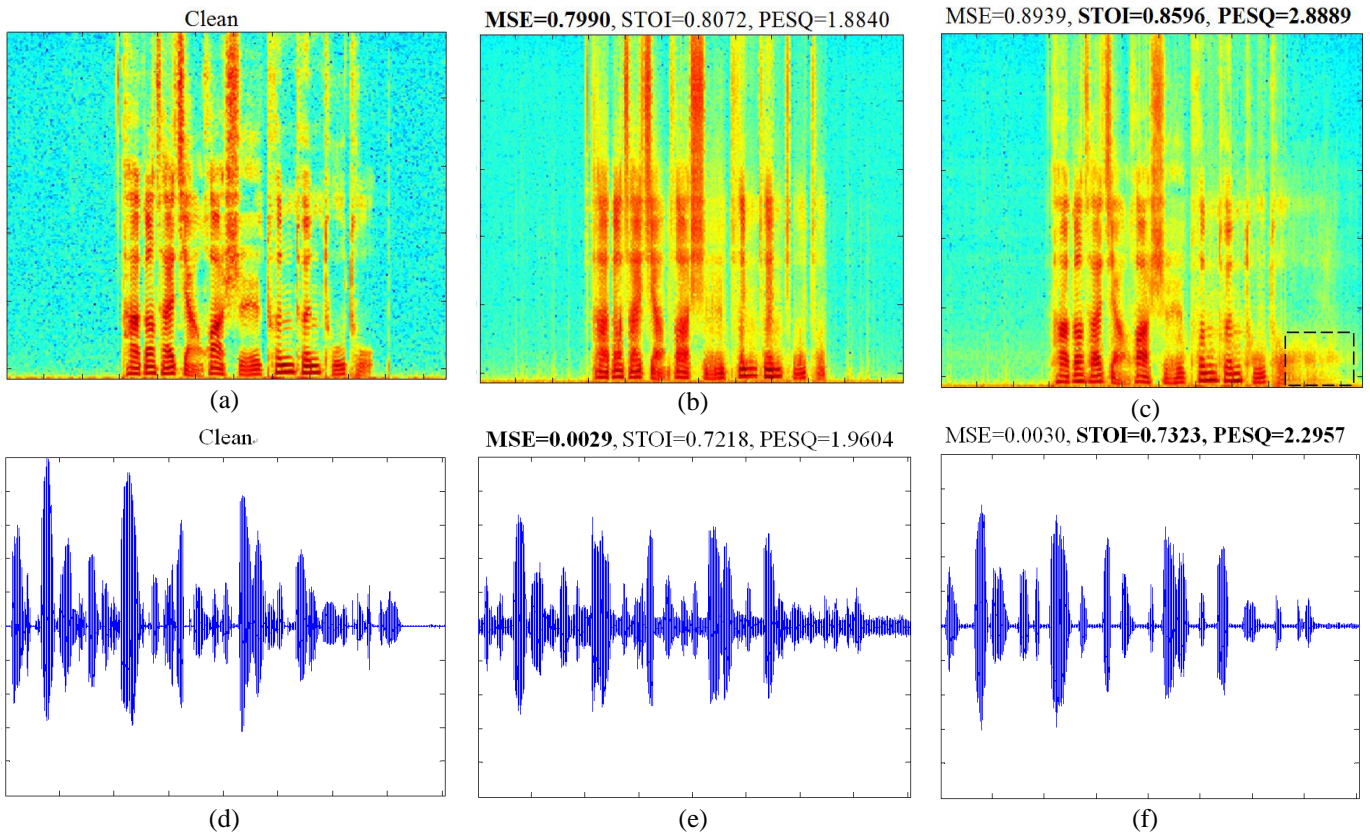 Clean
MSE=0.7990, STOI=0.8072, PESQ=1.8840
MSE=0.8939, STOI=0.8596, PESQ=2.8889
(a)
(b)
(c)
Clean
MSE=0.0029, STOI=0.7218, PESQ=1.9604
MSE=0.0030, STOI=0.7323, PESQ=2.2957
(d)
(e)
(f)